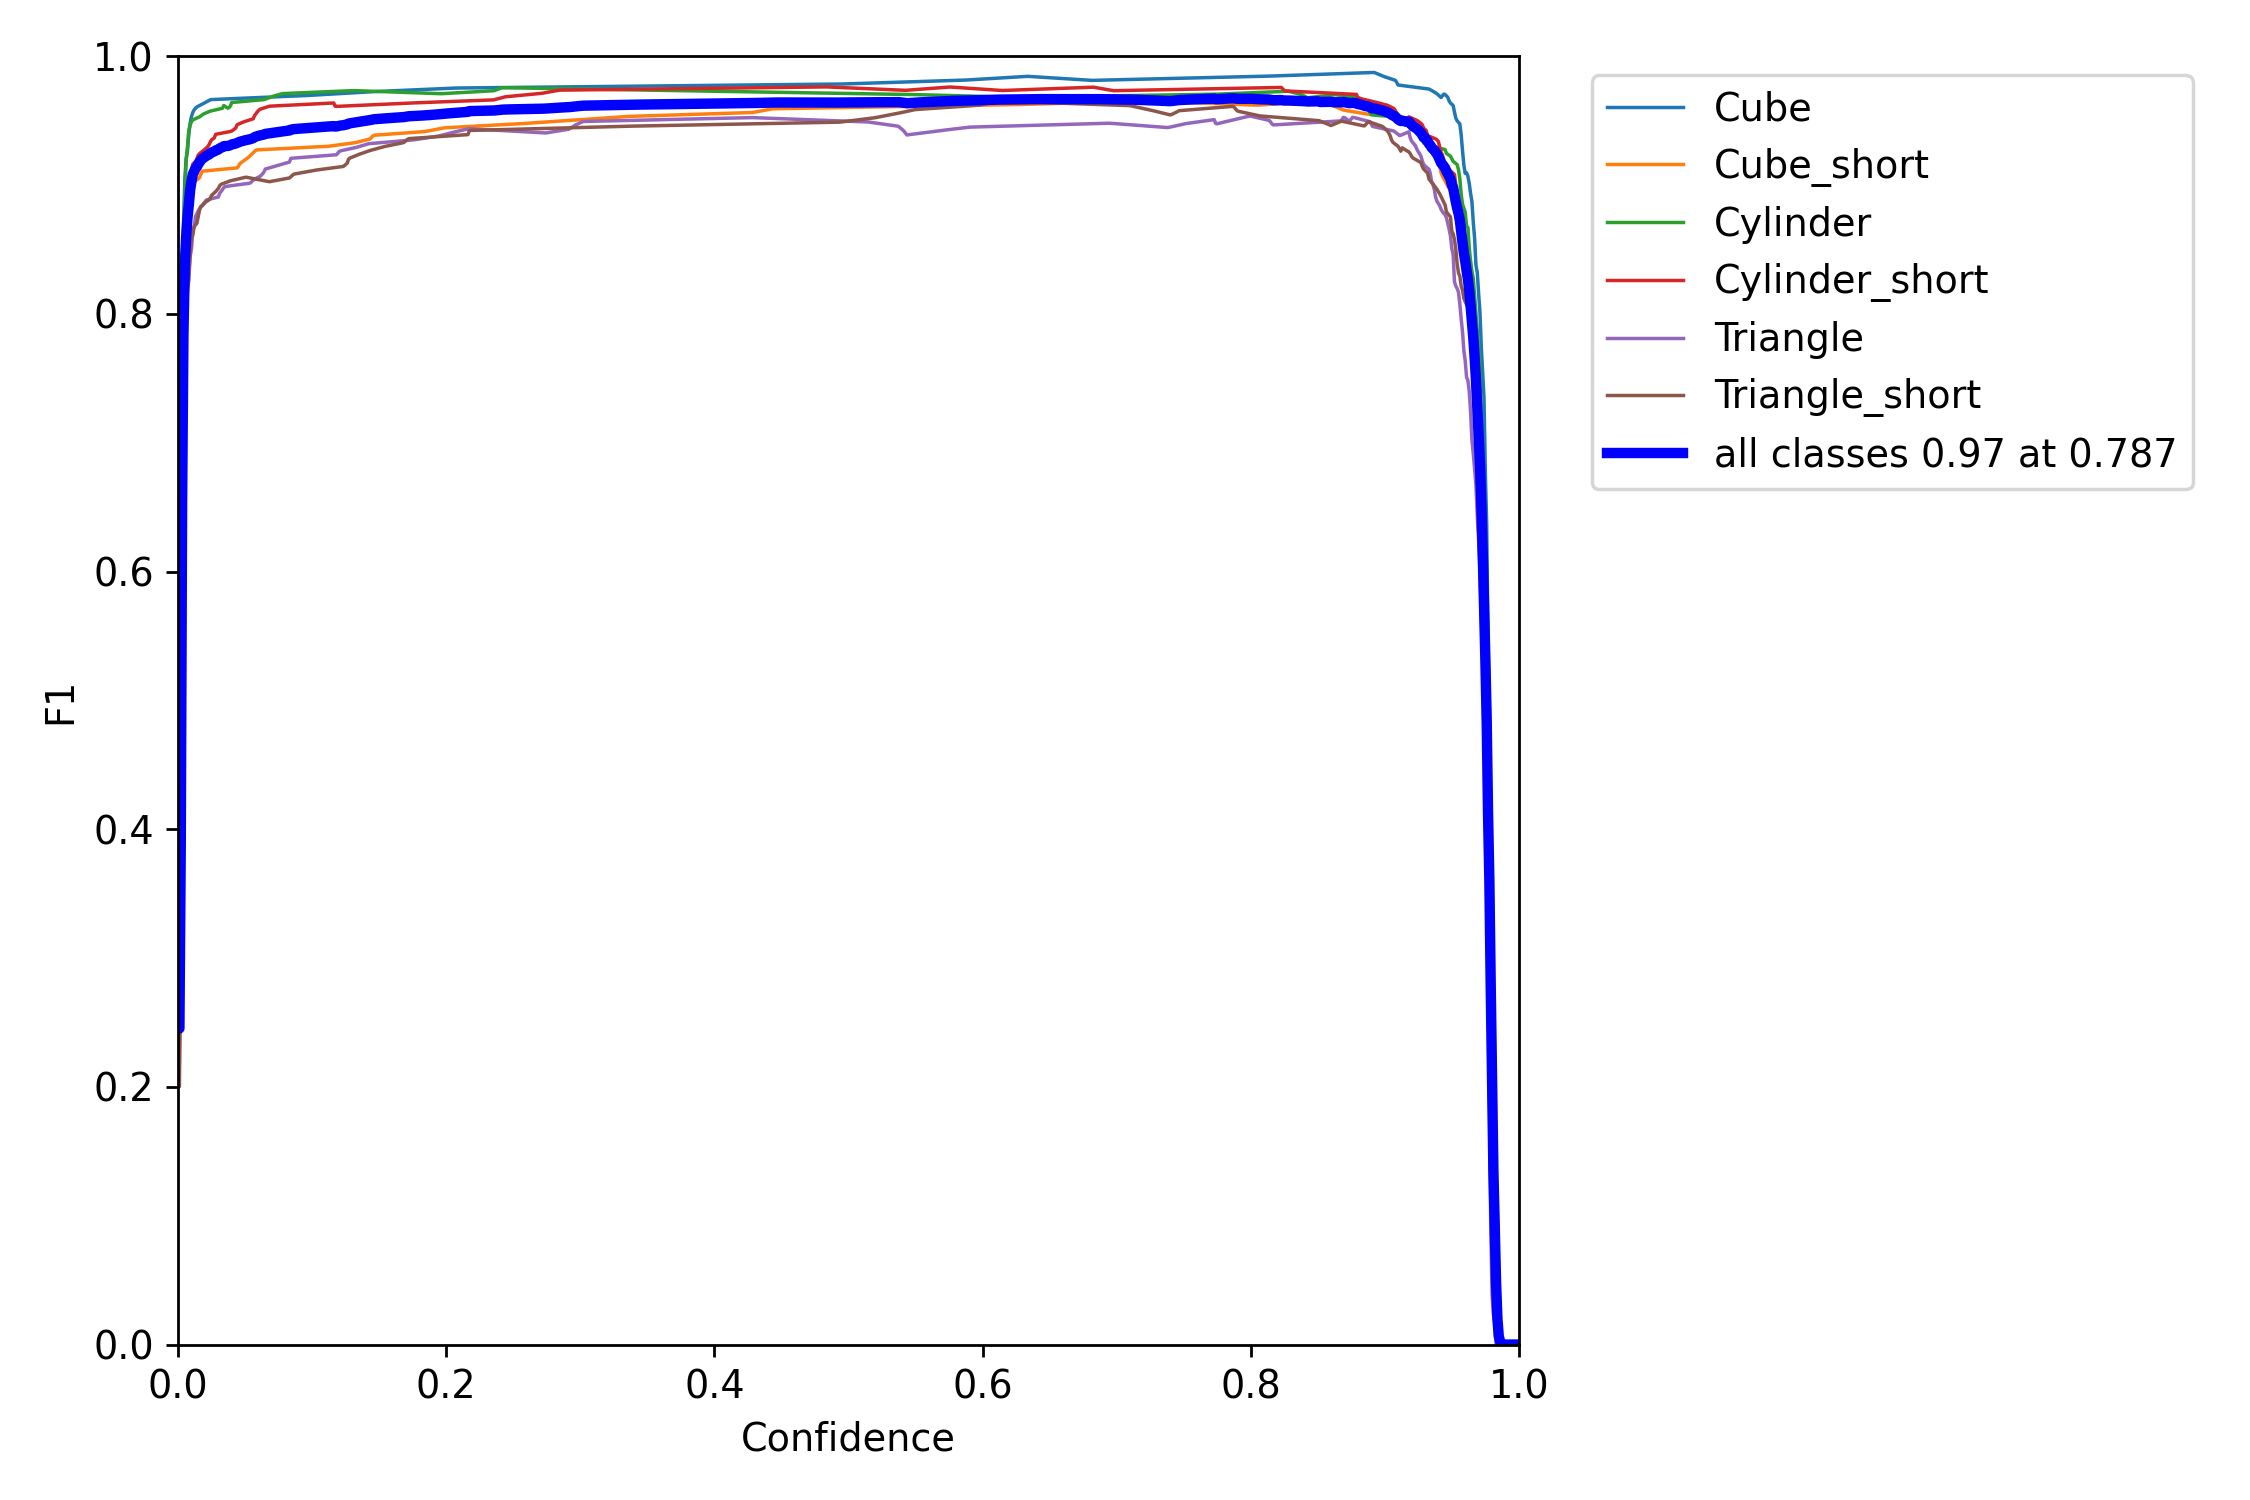 1.0
0.8
0.6
0.4
0.2
0.0
F1
0.0 0.2 0.4 0.6 0.8 1.0
Confidence
Cube
Cube_short
Cylinder
Cylinder_short
Triangle
Triangle_short
all classes 0.97 at 0.787